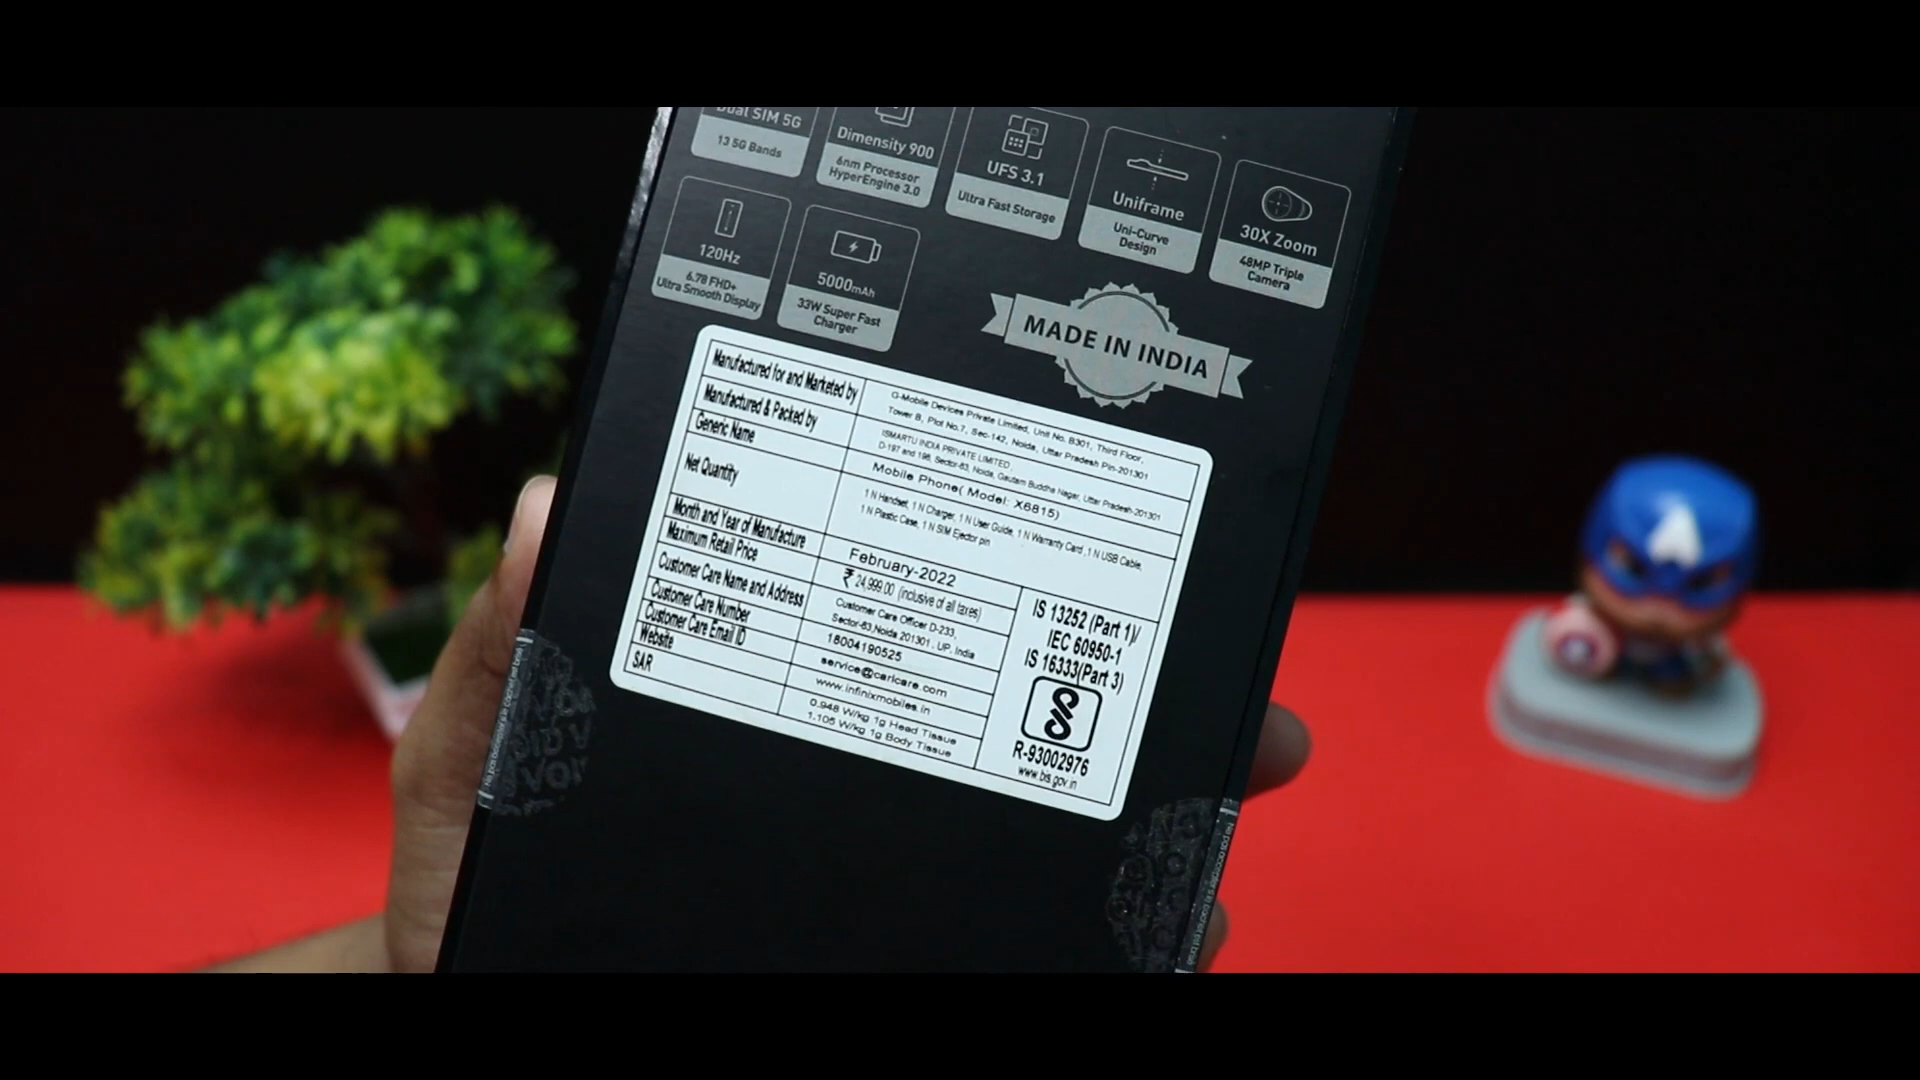 Dual SIM 5G
13 5G Bands
Dimensity 900
6nm Processor
HyperEngine 3.0
UFS 3.1
Ultra Fast Storage
Uniframe
Uni-Curve
Design
30X Zoom
48MP Triple
Camera
120Hz
6.78 FHD+
Ultra Smooth Display
5000mAh
33W Super Fast
Charger
MADE IN INDIA
Manufactured for and Marketed by
G-Mobile Devices Private Limited, Unit No. B301, Third Floor,
Tower B, Plot No.7, Sec-142, Noida, Uttar Pradesh Pin-201301
Manufactured & Packed by
ISMARTU INDIA PRIVATE LIMITED,
D-197 and 198, Sector-63, Noida, Gautam Buddha Nagar, Uttar Pradesh-201301
Generic Name
Mobile Phone( Model: X6815)
Net Quantity
1 N Handset, 1 N Charger, 1 N User Guide, 1 N Warranty Card ,1 N USB Cable,
1 N Plastic Case, 1 N SIM Ejector pin
Month and Year of Manufacture
February-2022
Maximum Retail Price
₹ 24,999.00 (inclusive of all taxes)
Customer Care Name and Address
Customer Care Officer D-233,
Sector-63,Noida 201301 , UP, India
Customer Care Number
18004190525
Customer Care Email ID
service@carlcare.com
Website
www.infinixmobiles.in
SAR
0.948 W/kg 1g Head Tissue
1.105 W/kg 1g Body Tissue
IS 13252 (Part 1)/
IEC 60950-1
IS 16333(Part 3)
R-93002976
www.bis.gov.in